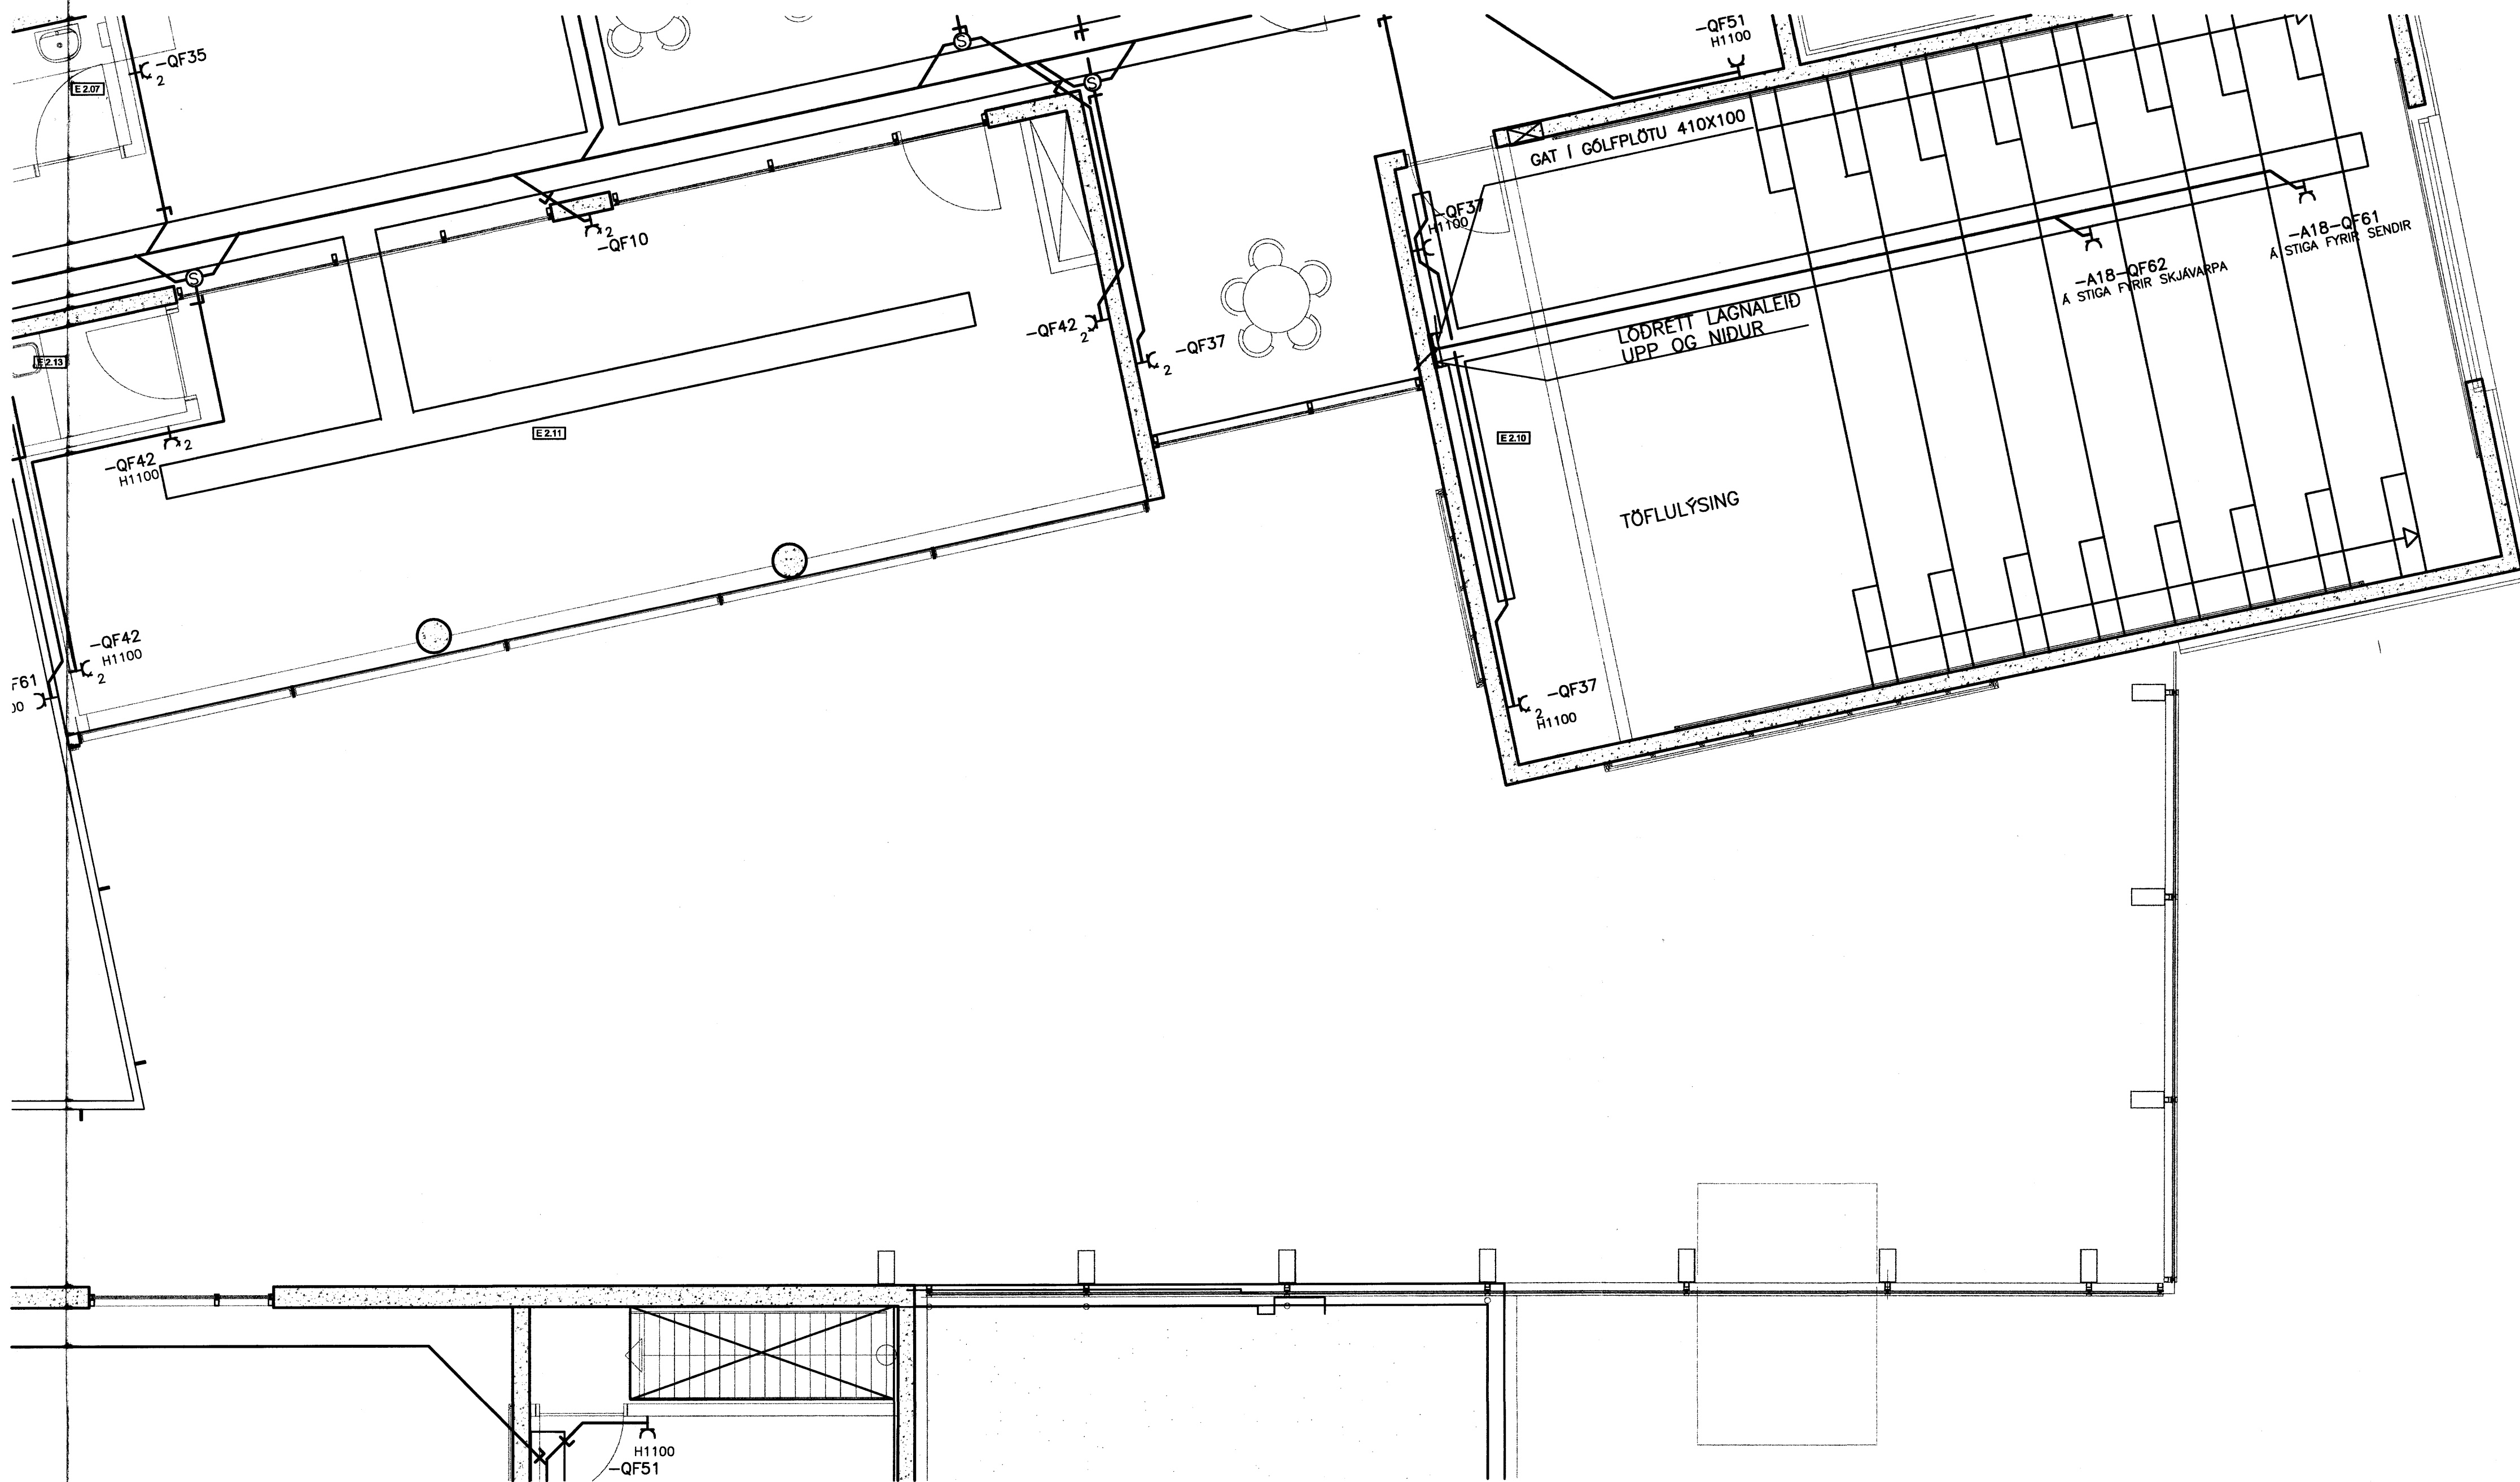 -QF51
H1100
-QF35
2
E 2.07
GAT Í GÓLFPLÖTU 410X100
-QF37
H1100
-A18-QF61
Á STIGA FYRIR SENDIR
-QF10
2
-A18-QF62
Á STIGA FYRIR SKJÁVARPA
S
S
S
-QF42
2
-QF37
2
LÓÐRÉTT LAGNALEIÐ
UPP OG NIÐUR
E 2.13
E 2.11
E 2.10
-QF42
H1100
2
TÖFLULÝSING
-QF42
H1100
2
F61
00
-QF37
2
H1100
H1100
-QF51